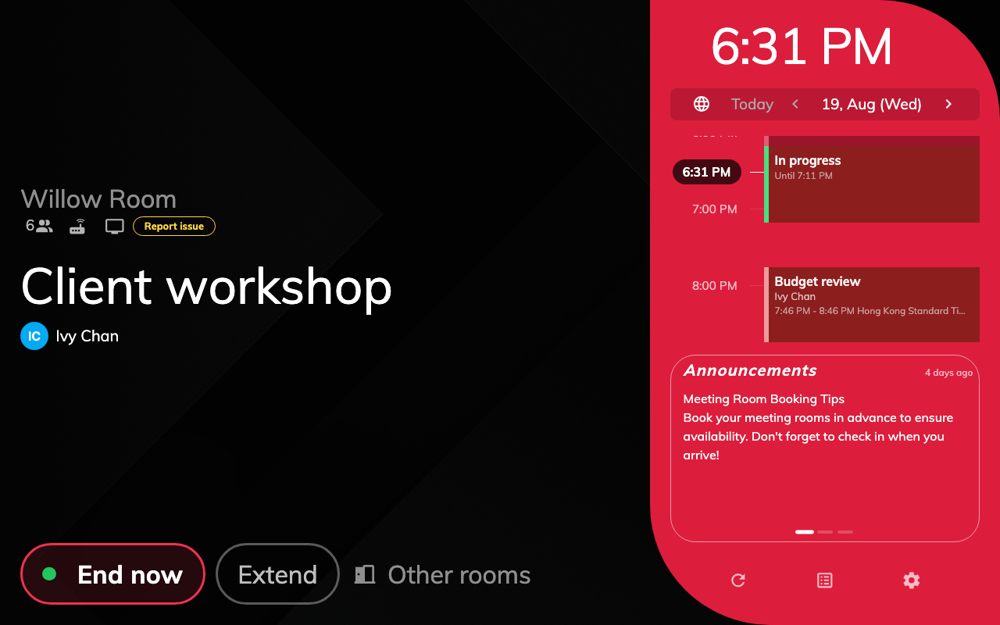 Willow Room
6
Report issue
Client workshop
IC
Ivy Chan
End now
Extend
Other rooms
6:31 PM
Today
19, Aug (Wed)
6:31 PM
In progress
Until 7:11 PM
7:00 PM
8:00 PM
Budget review
Ivy Chan
7:46 PM - 8:46 PM Hong Kong Standard Ti...
Announcements
4 days ago
Meeting Room Booking Tips
Book your meeting rooms in advance to ensure
availability. Don't forget to check in when you
arrive!